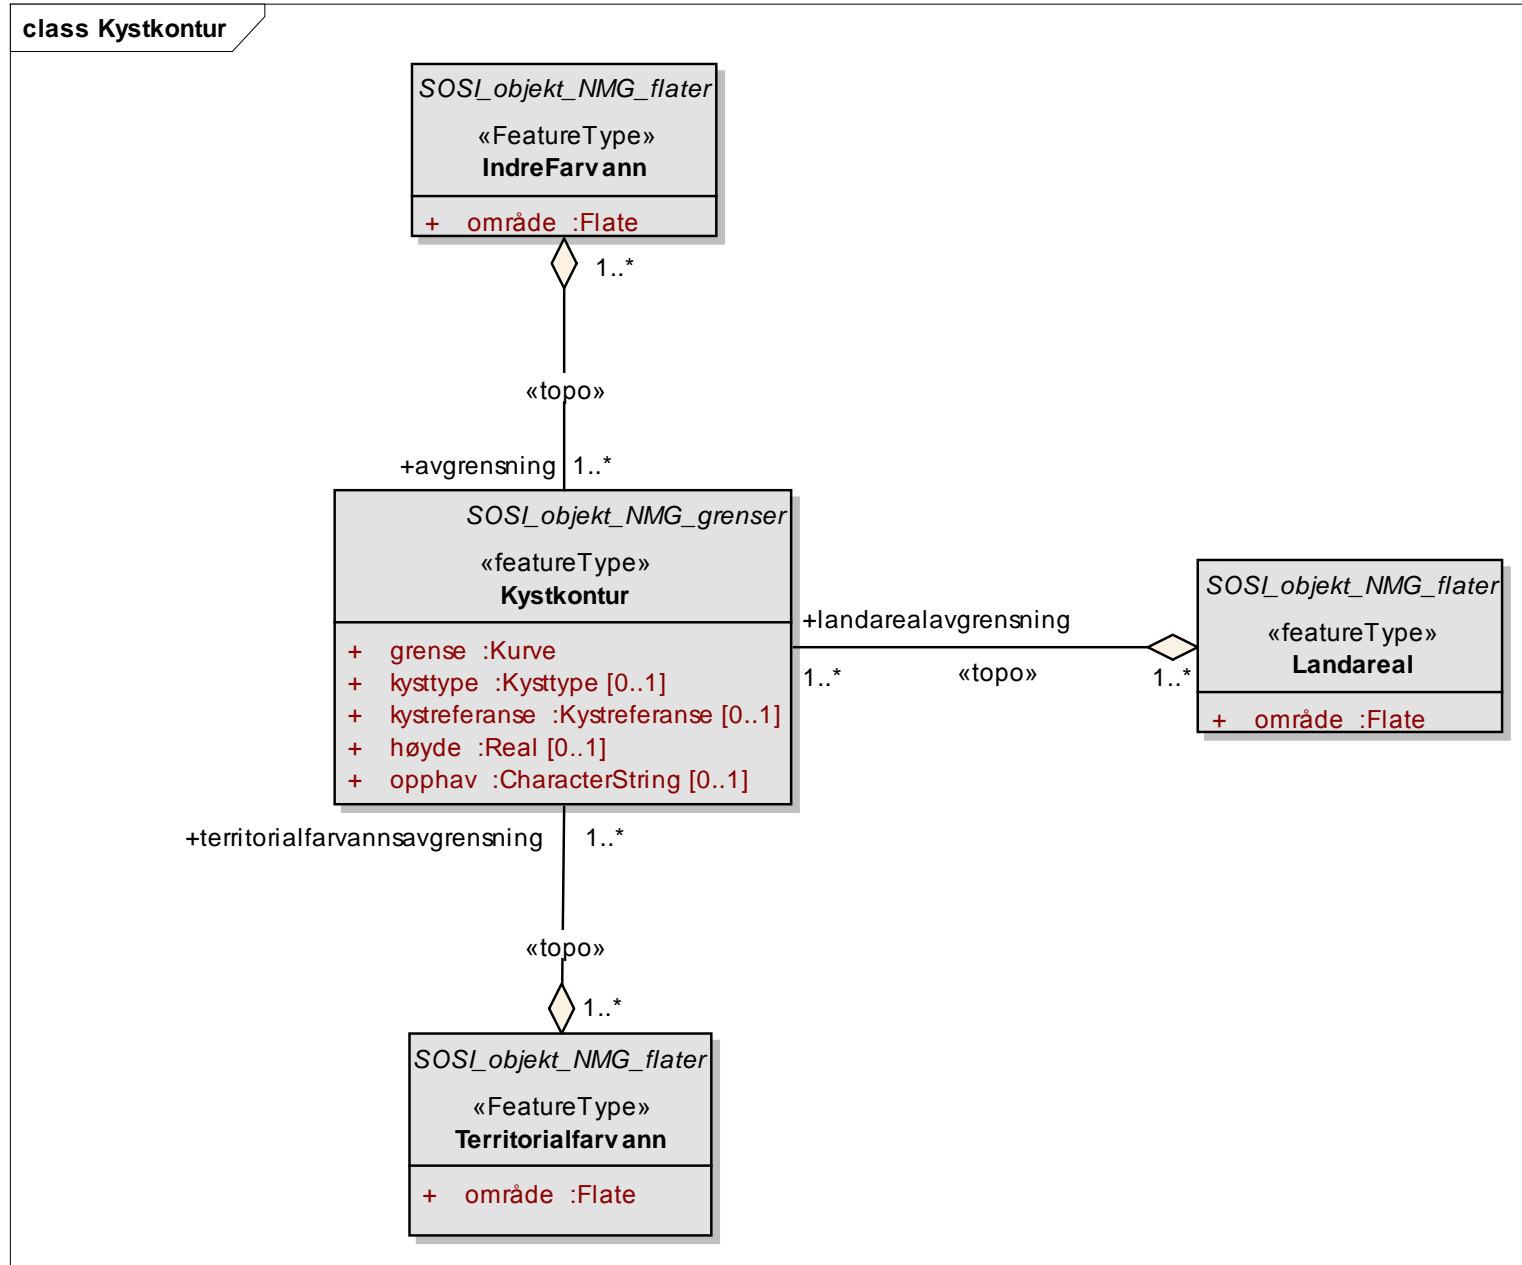 class Kystkontur
SOSI_objekt_NMG_flater
«FeatureType»
IndreFarvann
+ område :Flate
1..*
«topo»
+avgrensning 1..*
SOSI_objekt_NMG_grenser
«featureType»
Kystkontur
+ grense :Kurve
+ kysttype :Kysttype [0..1]
+ kystreferanse :Kystreferanse [0..1]
+ høyde :Real [0..1]
+ opphav :CharacterString [0..1]
+landarealavgrensning
1..* «topo» 1..*
SOSI_objekt_NMG_flater
«featureType»
Landareal
+ område :Flate
+territorialfarvannsavgrensning 1..*
«topo»
1..*
SOSI_objekt_NMG_flater
«FeatureType»
Territorialfarvann
+ område :Flate